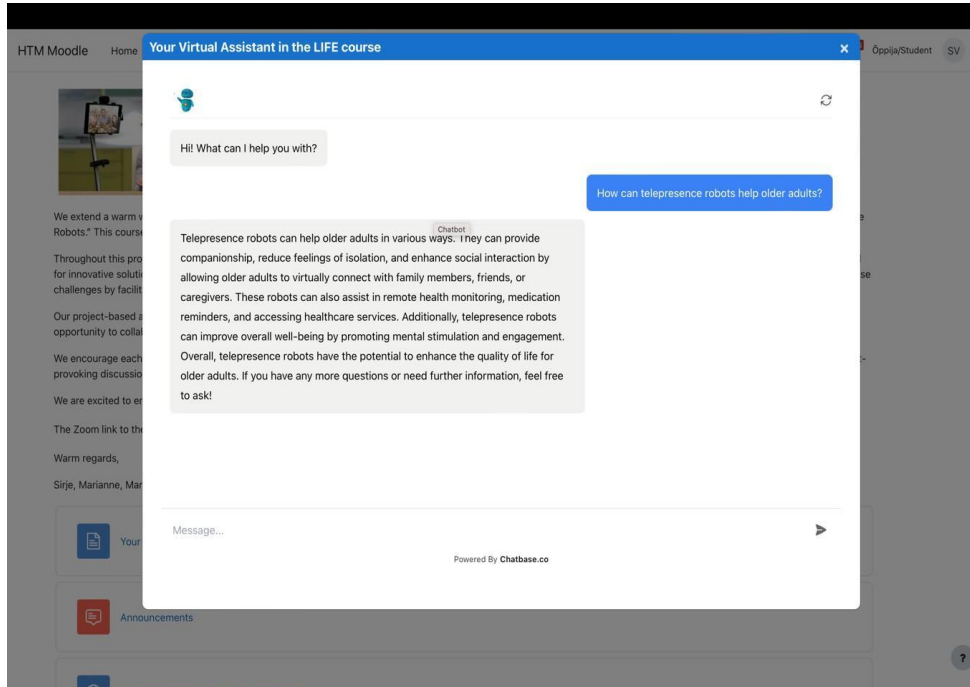 HTM Moodle
Home
Your Virtual Assistant in the LIFE course
×
Õppija/Student
SV
Hi! What can I help you with?
How can telepresence robots help older adults?
Chatbot
Telepresence robots can help older adults in various ways. They can provide
companionship, reduce feelings of isolation, and enhance social interaction by
allowing older adults to virtually connect with family members, friends, or
caregivers. These robots can also assist in remote health monitoring, medication
reminders, and accessing healthcare services. Additionally, telepresence robots
can improve overall well-being by promoting mental stimulation and engagement.
Overall, telepresence robots have the potential to enhance the quality of life for
older adults. If you have any more questions or need further information, feel free
to ask!
Message...
Powered By Chatbase.co
We extend a warm
Robots." This course
Throughout this
for innovative
challenges by
Our project-based
opportunity to
We encourage each
provoking
We are excited to
The Zoom link to the
Warm regards,
Sirje, Marianne,
Your
Announcements
?